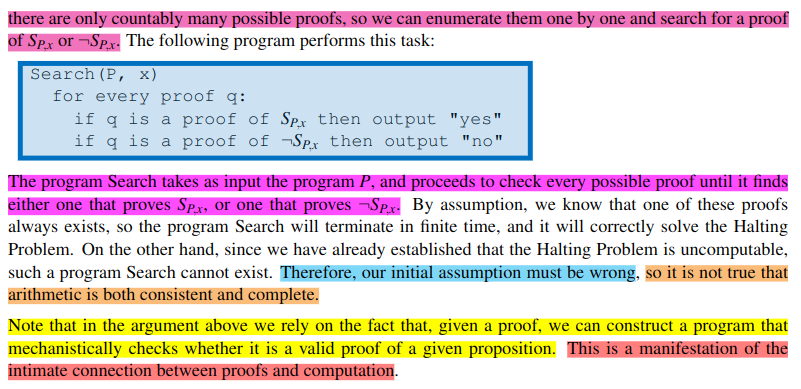 there are only countably many possible proofs, so we can enumerate them one by one and search for a proof
of S_{P,x} or ¬S_{P,x}. The following program performs this task:
Search(P, x)
for every proof q:
if q is a proof of S_{P,x} then output "yes"
if q is a proof of ¬S_{P,x} then output "no"
The program Search takes as input the program P, and proceeds to check every possible proof until it finds
either one that proves S_{P,x}, or one that proves ¬S_{P,x}. By assumption, we know that one of these proofs
always exists, so the program Search will terminate in finite time, and it will correctly solve the Halting
Problem. On the other hand, since we have already established that the Halting Problem is uncomputable,
such a program Search cannot exist. Therefore, our initial assumption must be wrong, so it is not true that
arithmetic is both consistent and complete.
Note that in the argument above we rely on the fact that, given a proof, we can construct a program that
mechanistically checks whether it is a valid proof of a given proposition. This is a manifestation of the
intimate connection between proofs and computation.